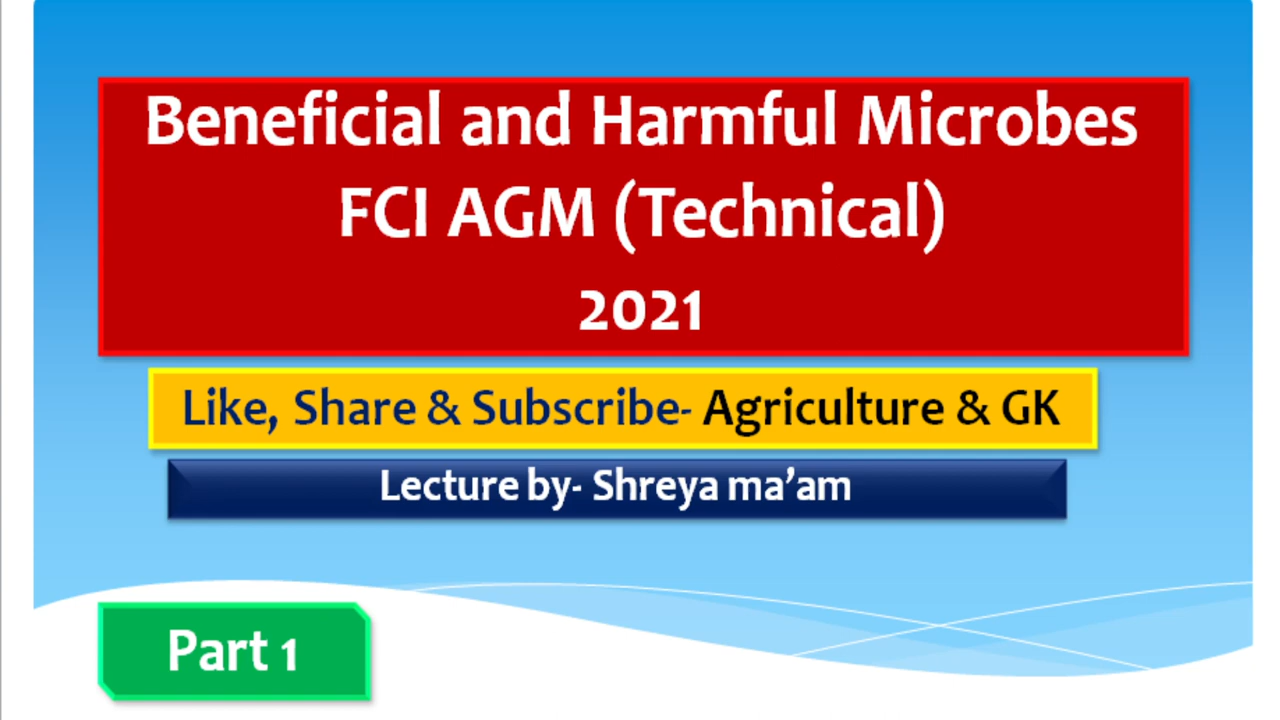 Beneficial and Harmful Microbes
FCI AGM (Technical)
2021
Like, Share & Subscribe- Agriculture & GK
Lecture by- Shreya ma’am
Part 1